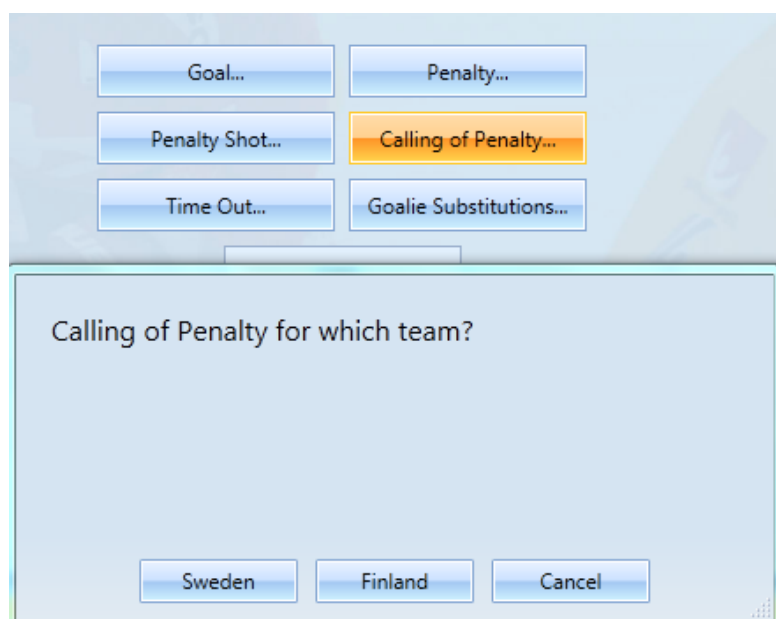 Goal... Penalty...
Penalty Shot... Calling of Penalty...
Time Out... Goalie Substitutions...
Calling of Penalty for which team?
Sweden Finland Cancel